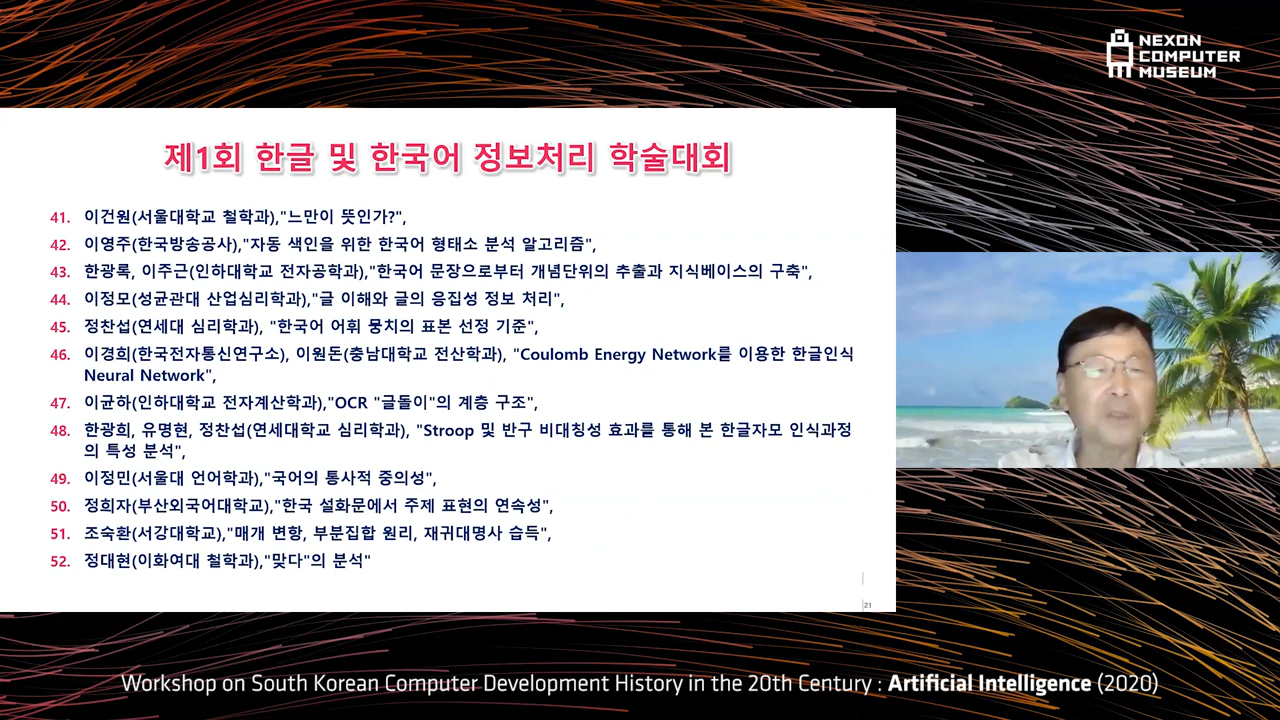 NEXON
COMPUTER
MUSEUM
제1회 한글 및 한국어 정보처리 학술대회
41. 이건원(서울대학교 철학과),"느만이 뜻인가?",
42. 이영주(한국방송공사),"자동 색인을 위한 한국어 형태소 분석 알고리즘",
43. 한광록, 이주근(인하대학교 전자공학과),"한국어 문장으로부터 개념단위의 추출과 지식베이스의 구축",
44. 이정모(성균관대 산업심리학과),"글 이해와 글의 응집성 정보 처리",
45. 정찬섭(연세대 심리학과), "한국어 어휘 뭉치의 표본 선정 기준",
46. 이경희(한국전자통신연구소), 이원돈(충남대학교 전산학과), "Coulomb Energy Network를 이용한 한글인식
Neural Network",
47. 이균하(인하대학교 전자계산학과),"OCR "글돌이"의 계층 구조",
48. 한광희, 유명현, 정찬섭(연세대학교 심리학과), "Stroop 및 반구 비대칭성 효과를 통해 본 한글자모 인식과정
의 특성 분석",
49. 이정민(서울대 언어학과),"국어의 통사적 중의성",
50. 정희자(부산외국어대학교),"한국 설화문에서 주제 표현의 연속성",
51. 조숙환(서강대학교),"매개 변항, 부분집합 원리, 재귀대명사 습득",
52. 정대현(이화여대 철학과),"맞다"의 분석"
21
Workshop on South Korean Computer Development History in the 20th Century : Artificial Intelligence (2020)